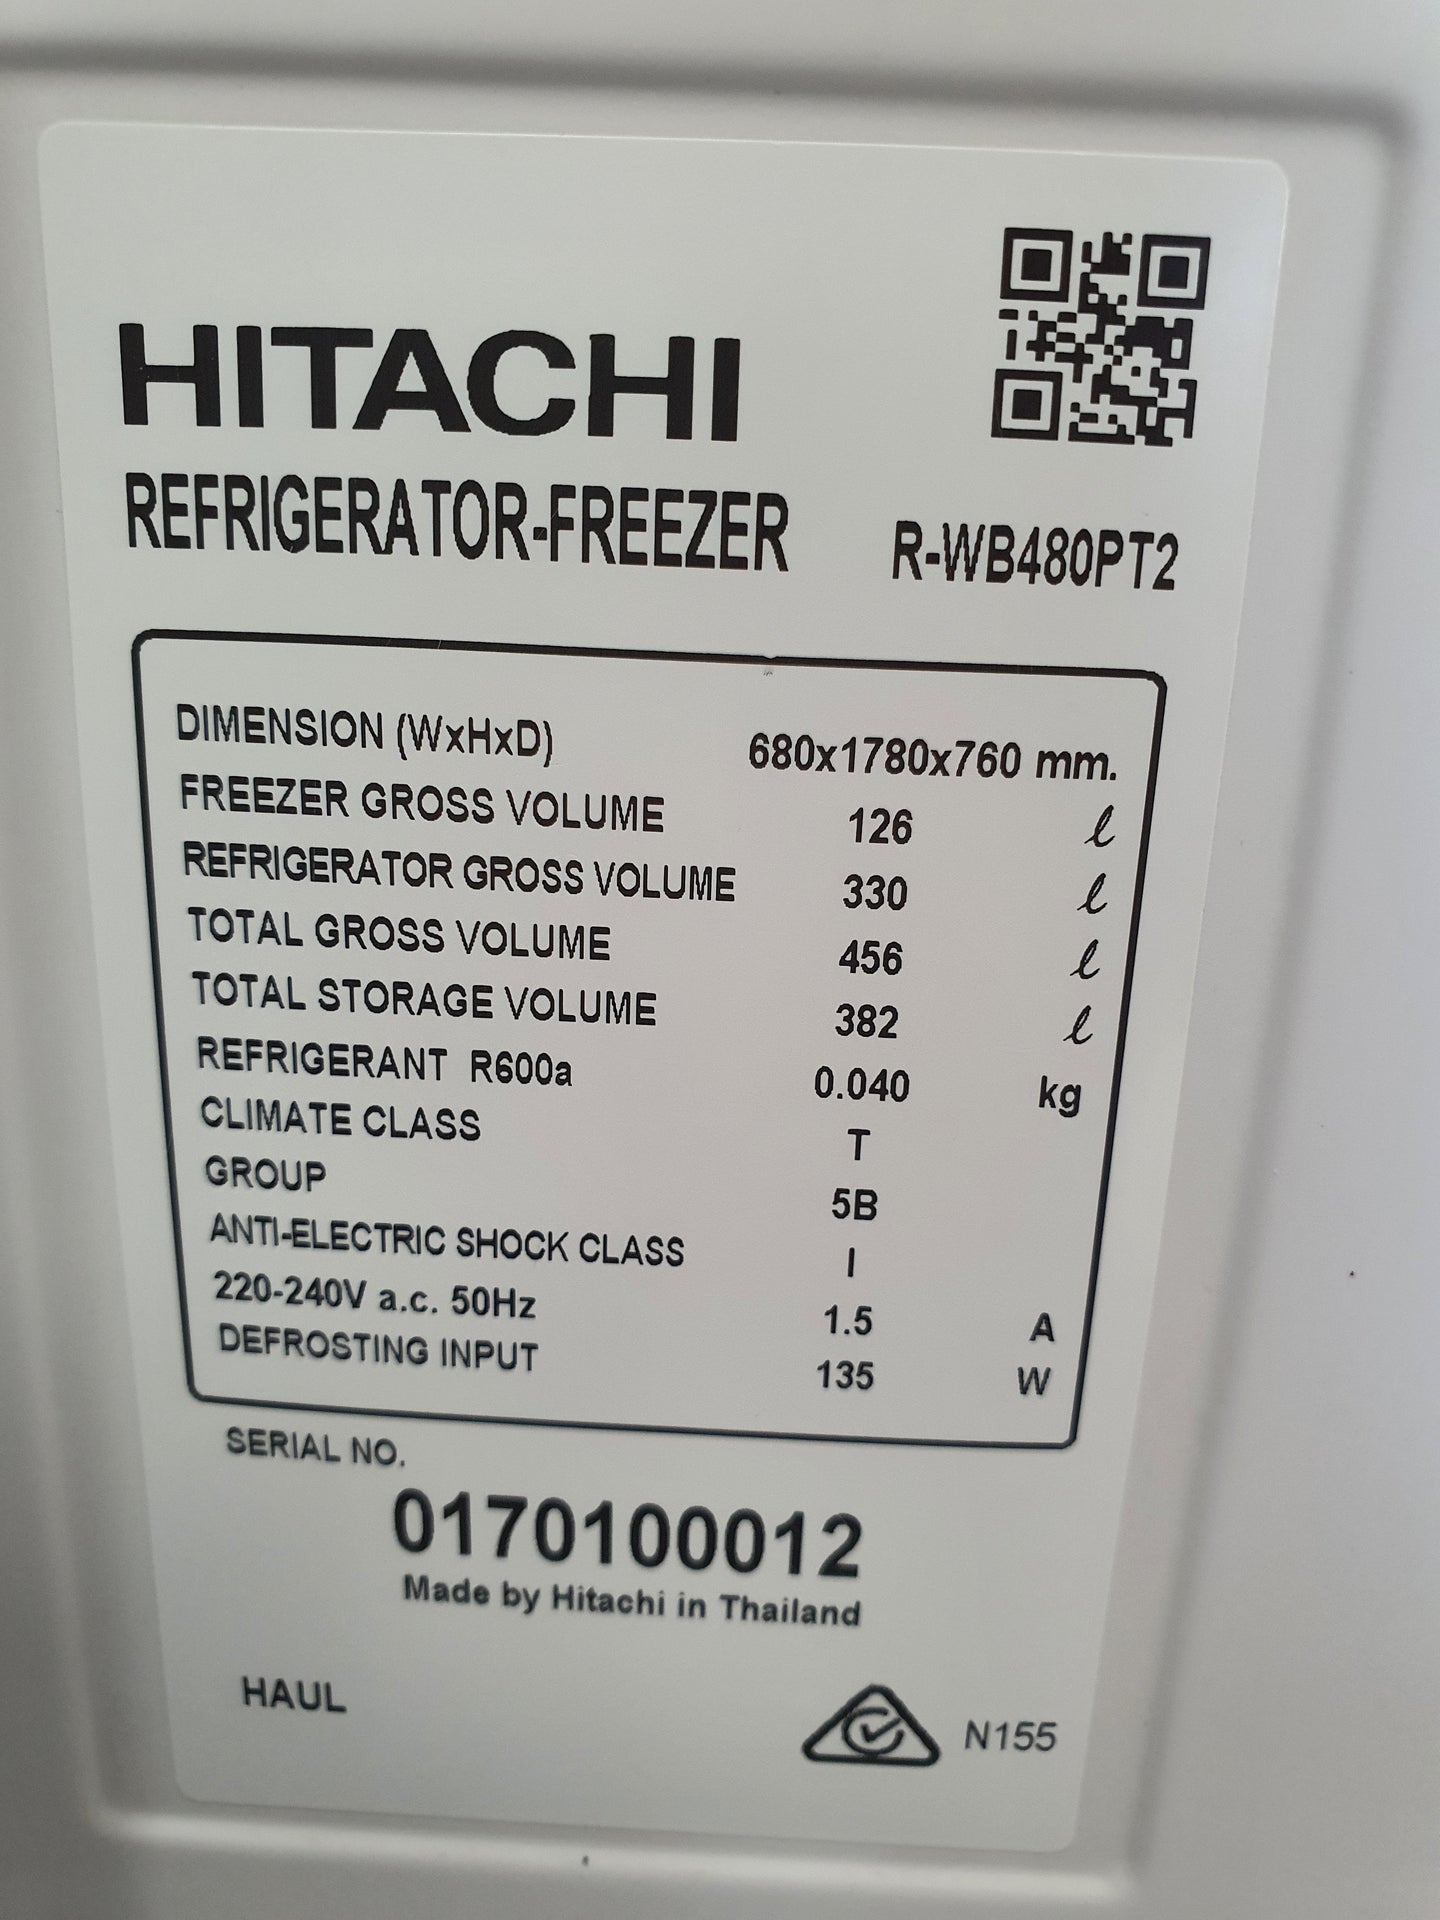 HITACHI
REFRIGERATOR-FREEZER R-WB480PT2
DIMENSION (WxHxD) 680x1780x760 mm.
FREEZER GROSS VOLUME 126 ℓ
REFRIGERATOR GROSS VOLUME 330 ℓ
TOTAL GROSS VOLUME 456 ℓ
TOTAL STORAGE VOLUME 382 ℓ
REFRIGERANT R600a 0.040 kg
CLIMATE CLASS T
GROUP 5B
ANTI-ELECTRIC SHOCK CLASS I
220-240V a.c. 50Hz 1.5 A
DEFROSTING INPUT 135 W
SERIAL NO.
0170100012
Made by Hitachi in Thailand
HAUL N155